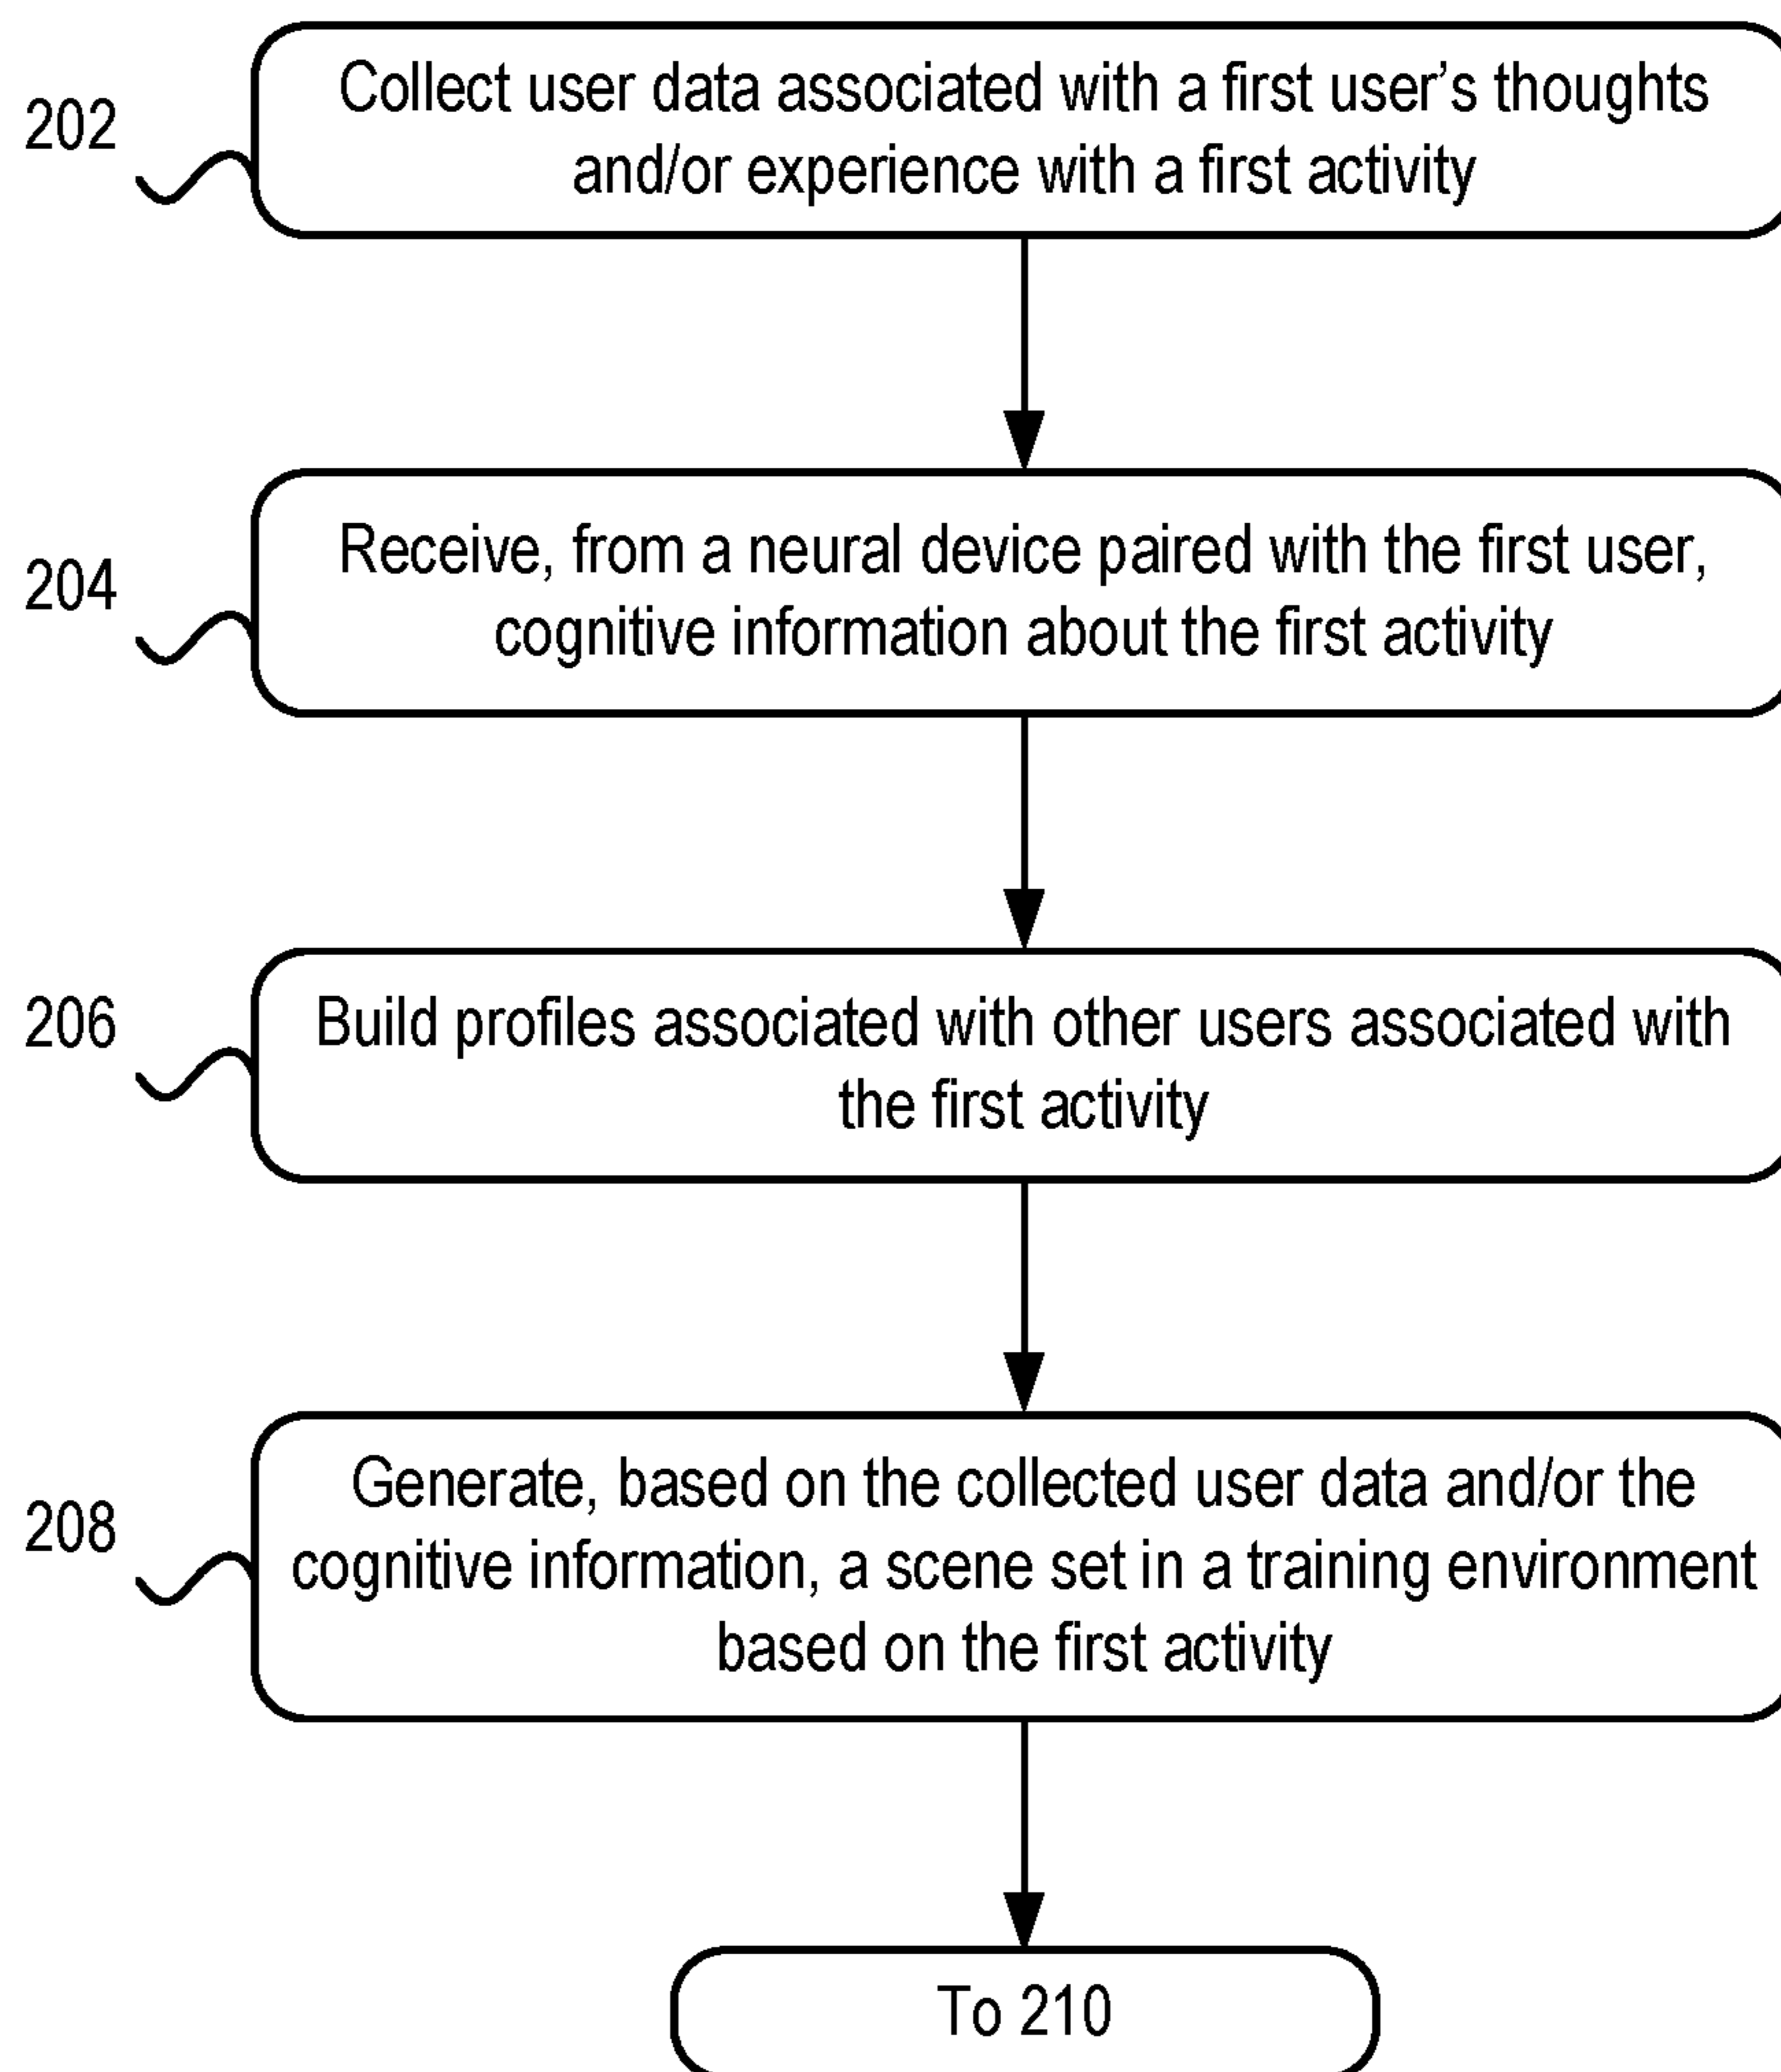 202
Collect user data associated with a first user’s thoughts
and/or experience with a first activity
204
Receive, from a neural device paired with the first user,
cognitive information about the first activity
206
Build profiles associated with other users associated with
the first activity
208
Generate, based on the collected user data and/or the
cognitive information, a scene set in a training environment
based on the first activity
To 210